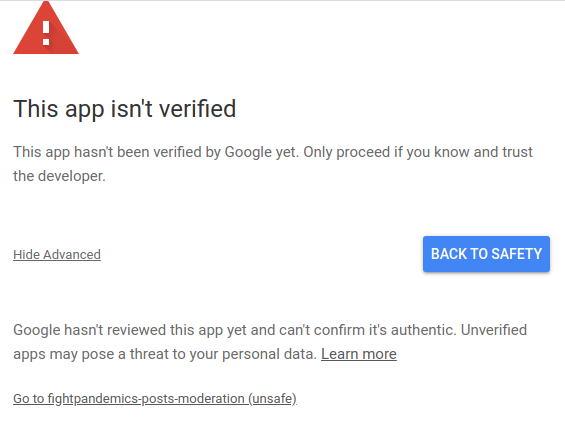 This app isn't verified
This app hasn't been verified by Google yet. Only proceed if you know and trust
the developer.
Hide Advanced
BACK TO SAFETY
Google hasn't reviewed this app yet and can't confirm it's authentic. Unverified
apps may pose a threat to your personal data. Learn more
Go to fightpandemics-posts-moderation (unsafe)